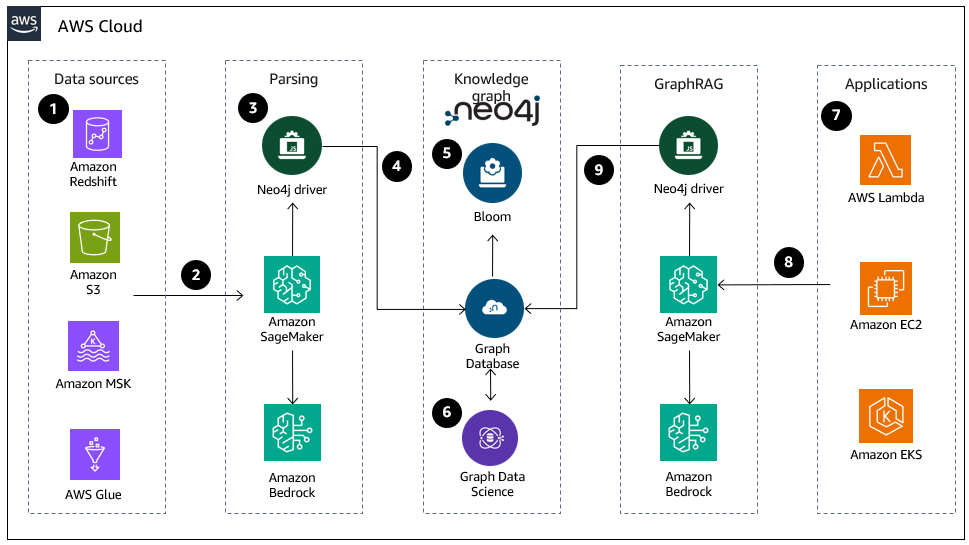 aws
AWS Cloud
Data sources
1
Amazon
Redshift
Amazon
S3
Amazon MSK
AWS Glue
2
Parsing
3
JS
Neo4j driver
Amazon
SageMaker
Amazon
Bedrock
4
Knowledge
graph
neo4j
5
Bloom
n
Graph
Database
6
Graph Data
Science
GraphRAG
JS
Neo4j driver
9
Amazon
SageMaker
Amazon
Bedrock
8
Applications
7
AWS Lambda
Amazon EC2
K
Amazon EKS
K